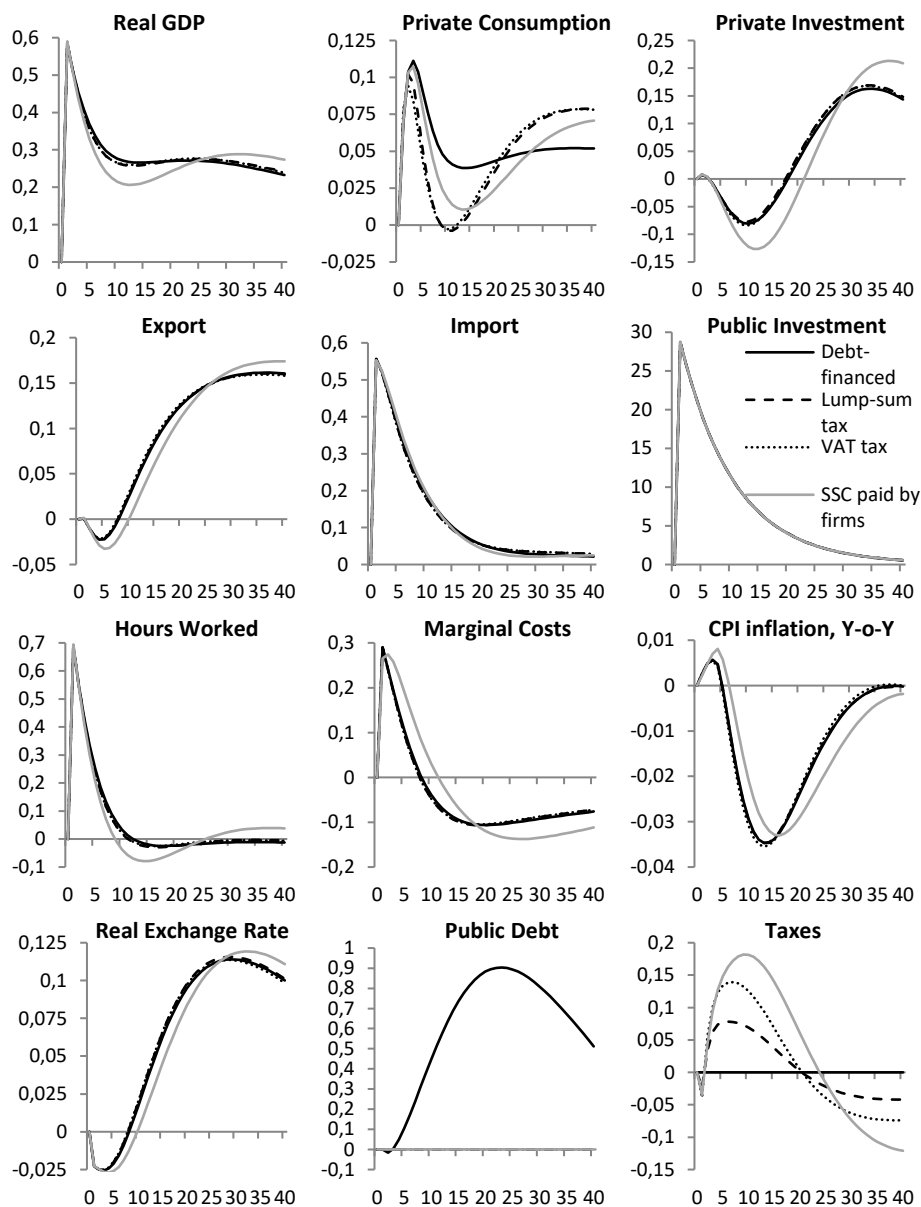 Real GDP
0,6
0,5
0,4
0,3
0,2
0,1
0
0 5 10 15 20 25 30 35 40
Private Consumption
0,125
0,1
0,075
0,05
0,025
0
-0,025
0 5 10 15 20 25 30 35 40
Private Investment
0,25
0,2
0,15
0,1
0,05
0
-0,05
-0,1
-0,15
0 5 10 15 20 25 30 35 40
Export
0,2
0,15
0,1
0,05
0
-0,05
0 5 10 15 20 25 30 35 40
Import
0,6
0,5
0,4
0,3
0,2
0,1
0
0 5 10 15 20 25 30 35 40
Public Investment
30
25
20
15
10
5
0
0 5 10 15 20 25 30 35 40
Debt-
financed
Lump-sum
tax
VAT tax
SSC paid by
firms
Hours Worked
0,7
0,6
0,5
0,4
0,3
0,2
0,1
0
-0,1
0 5 10 15 20 25 30 35 40
Marginal Costs
0,3
0,2
0,1
0
-0,1
-0,2
0 5 10 15 20 25 30 35 40
CPI inflation, Y-o-Y
0,01
0
-0,01
-0,02
-0,03
-0,04
0 5 10 15 20 25 30 35 40
Real Exchange Rate
0,125
0,1
0,075
0,05
0,025
0
-0,025
0 5 10 15 20 25 30 35 40
Public Debt
1
0,9
0,8
0,7
0,6
0,5
0,4
0,3
0,2
0,1
0
-0,1
0 5 10 15 20 25 30 35 40
Taxes
0,2
0,15
0,1
0,05
0
-0,05
-0,1
-0,15
0 5 10 15 20 25 30 35 40